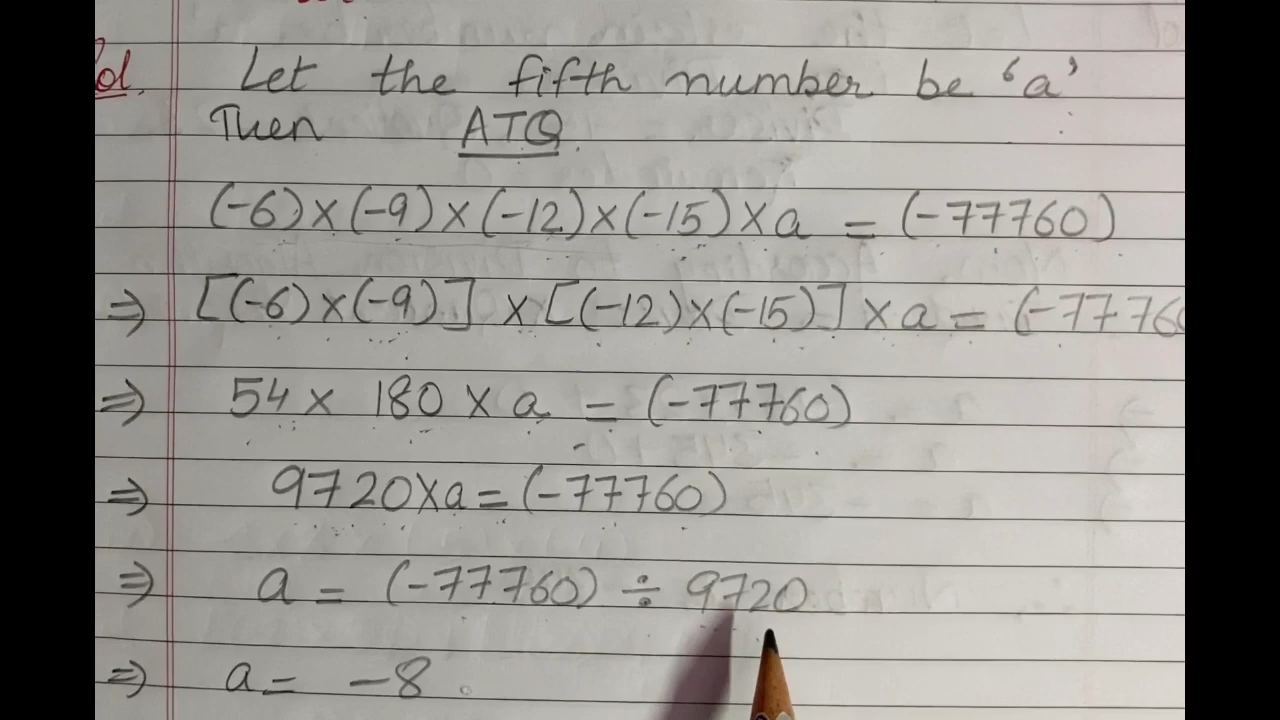 Let the fifth number be 'a'
Then ATQ.
(-6)×(-9)×(-12)×(-15)×a = (-77760)
⇒ [(-6)×(-9)]×[(-12)×(-15)]×a = (-7776
⇒ 54× 180 × a = (-77760)
⇒ 9720×a=(-77760)
⇒ a = (-77760) ÷ 9720
⇒ a = -8.